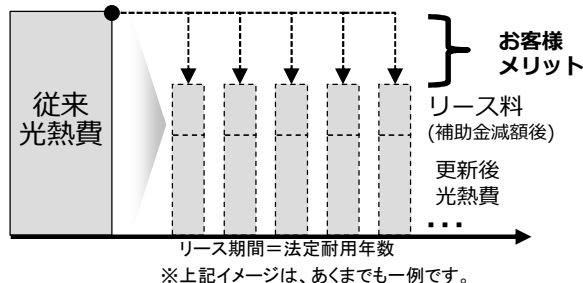 従来
光熱費
お客様
メリット
リース料
(補助金減額後)
更新後
光熱費
･･･
リース期間＝法定耐用年数
※上記イメージは、あくまでも一例です。